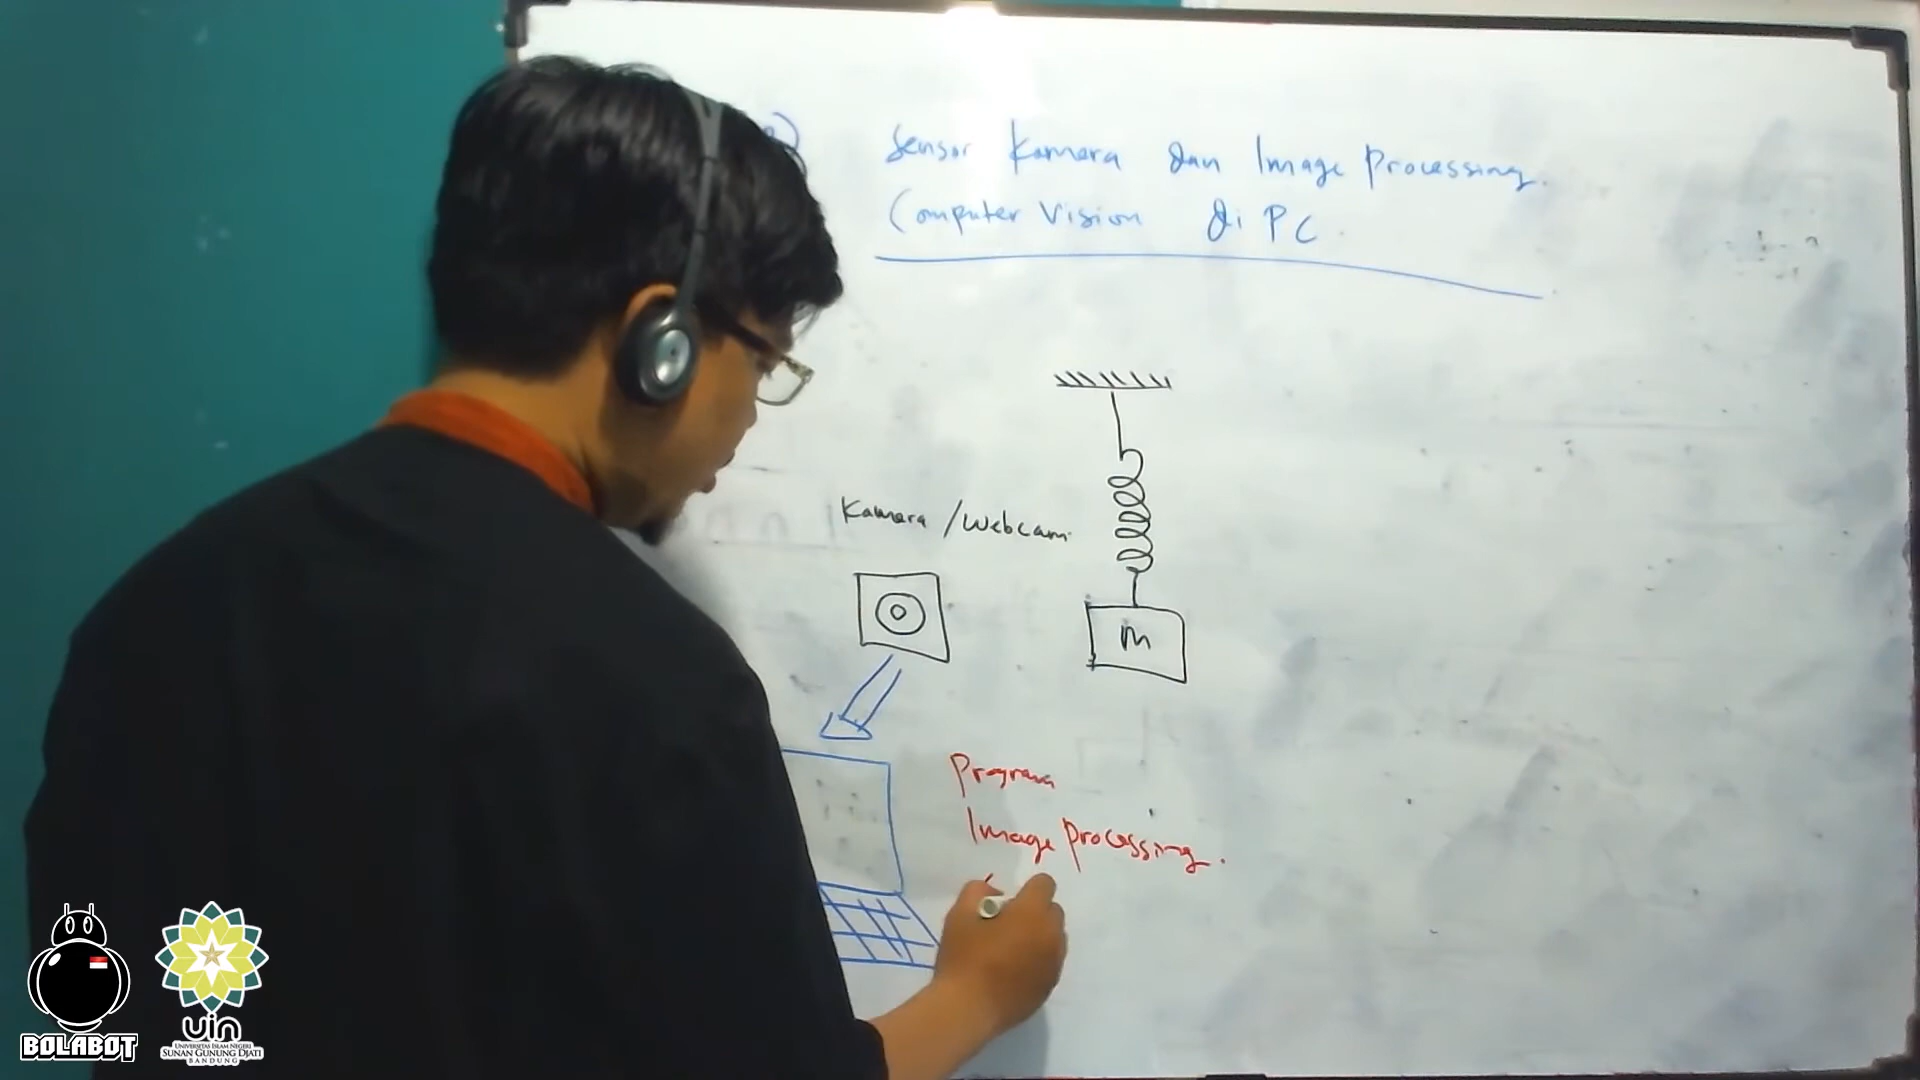 Sensor Kamera dan Image Processing.
Computer Vision di PC.
Kamera / Webcam
m
Program
Image Processing.
BOLABOT
uin
UNIVERSITAS ISLAM NEGERI
SUNAN GUNUNG DJATI
BANDUNG